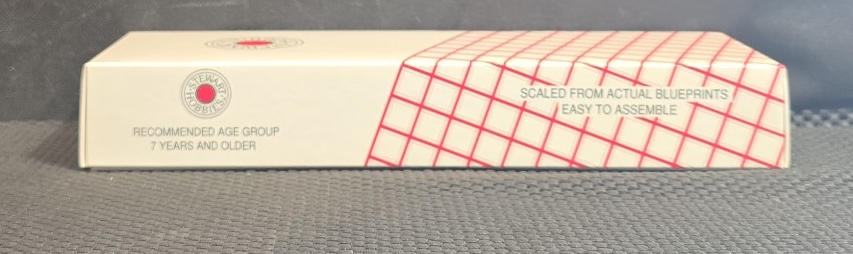 STEWART
HOBBIES
RECOMMENDED AGE GROUP
7 YEARS AND OLDER
SCALED FROM ACTUAL BLUEPRINTS
EASY TO ASSEMBLE